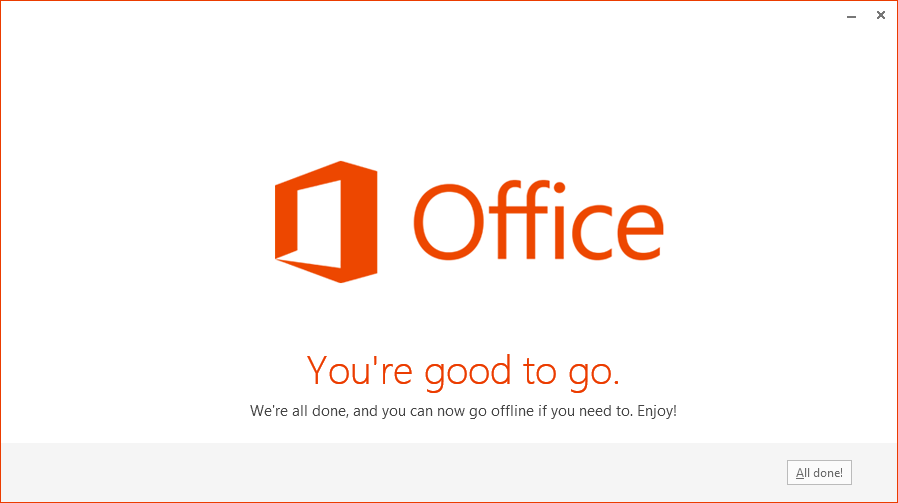 Office
You're good to go.
We're all done, and you can now go offline if you need to. Enjoy!
All done!